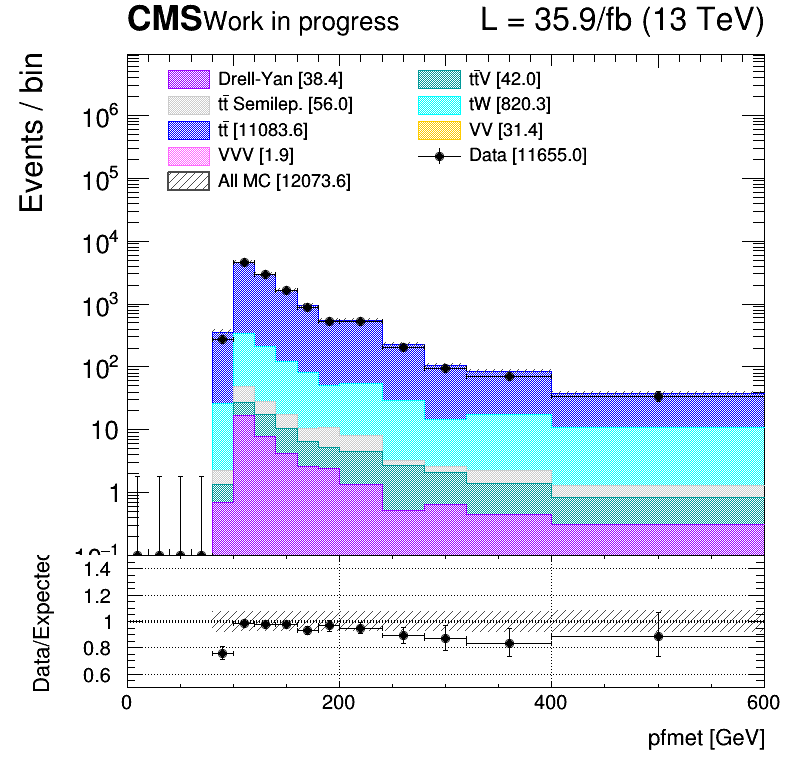 CMS Work in progress L = 35.9/fb (13 TeV)
Events / bin
Drell-Yan [38.4]
tt̄ Semilep. [56.0]
tt̄ [11083.6]
VVV [1.9]
All MC [12073.6]
tt̄V [42.0]
tW [820.3]
VV [31.4]
Data [11655.0]
10⁶
10⁵
10⁴
10³
10²
10
1
10⁻¹
Data/Expected
1.4
1.2
1
0.8
0.6
0 200 400 600
pfmet [GeV]